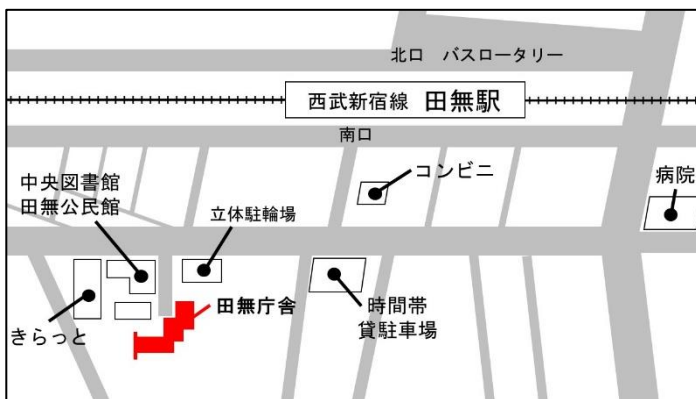 北口　バスロータリー
西武新宿線 田無駅
南口
コンビニ
病院
中央図書館
田無公民館
立体駐輪場
きらっと
田無庁舎
時間帯
貸駐車場